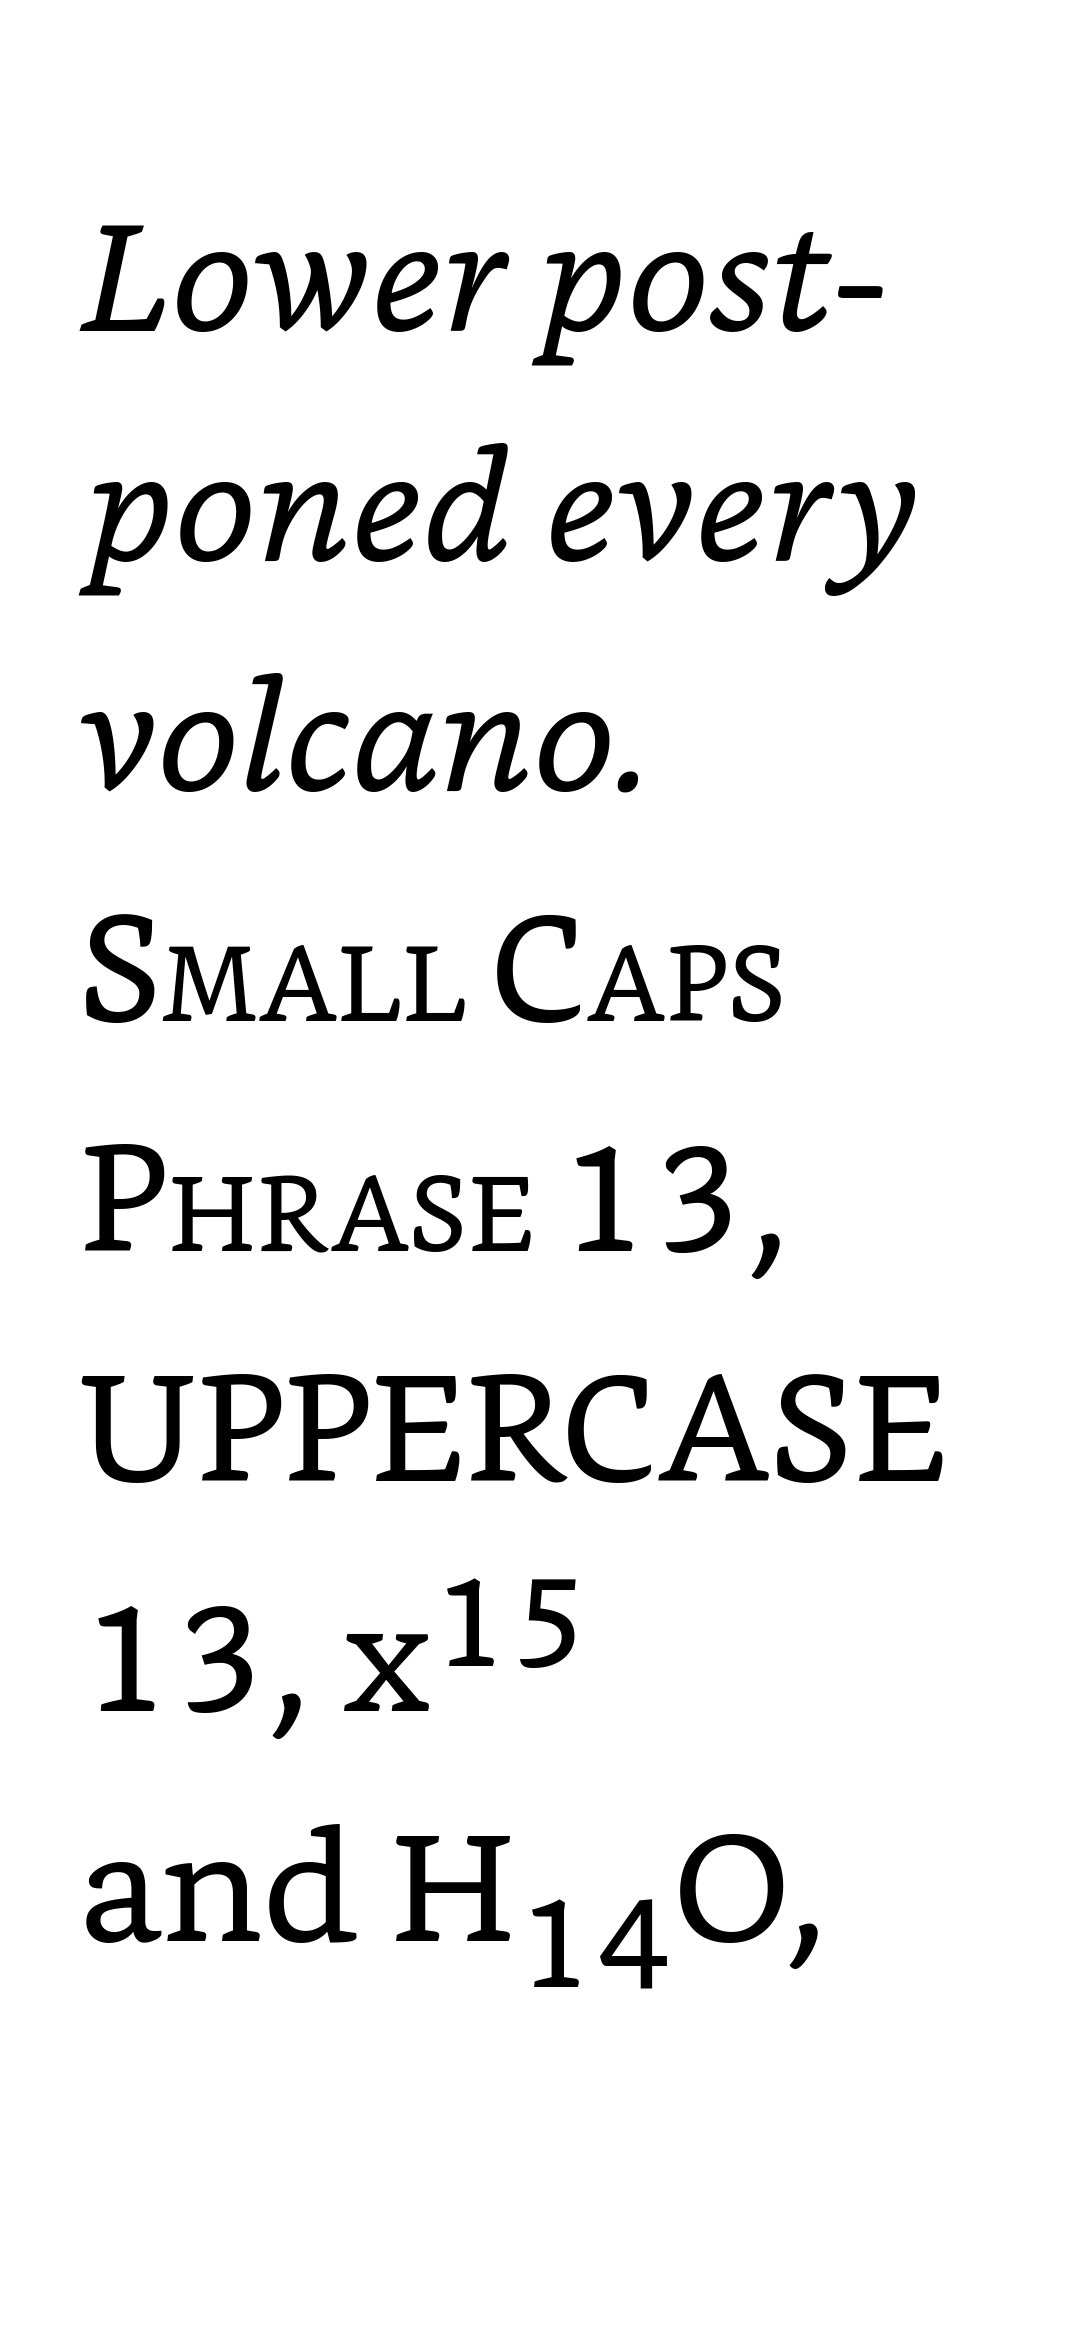 Lower post-
poned every
volcano.
Small Caps
Phrase 13,
UPPERCASE
13, x¹⁵
and H₁₄O,